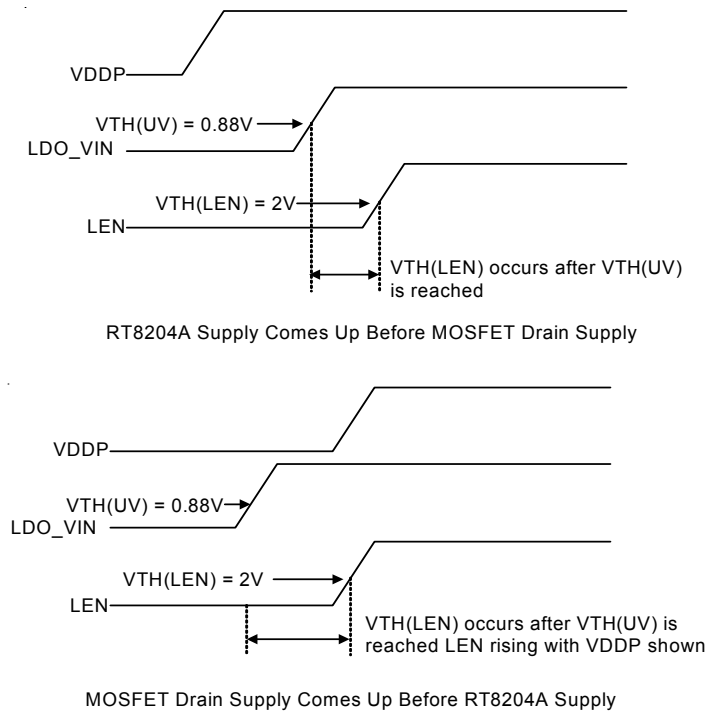 VDDP
VTH(UV) = 0.88V
LDO_VIN
VTH(LEN) = 2V
LEN
VTH(LEN) occurs after VTH(UV)
is reached
RT8204A Supply Comes Up Before MOSFET Drain Supply
VDDP
VTH(UV) = 0.88V
LDO_VIN
VTH(LEN) = 2V
LEN
VTH(LEN) occurs after VTH(UV) is
reached LEN rising with VDDP shown
MOSFET Drain Supply Comes Up Before RT8204A Supply